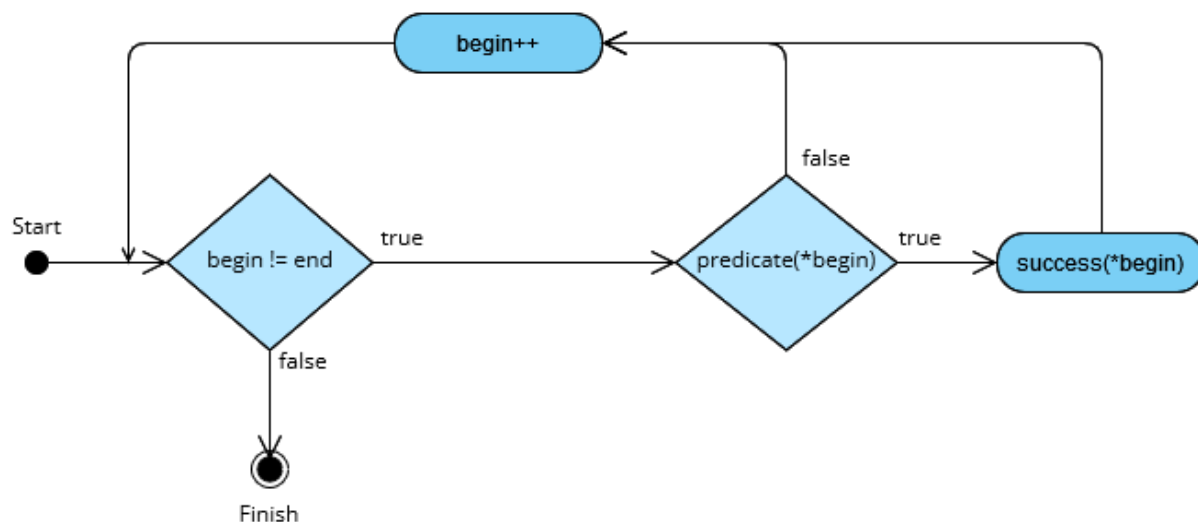 begin++
false
Start
true
true
begin != end
predicate(*begin)
success(*begin)
false
Finish